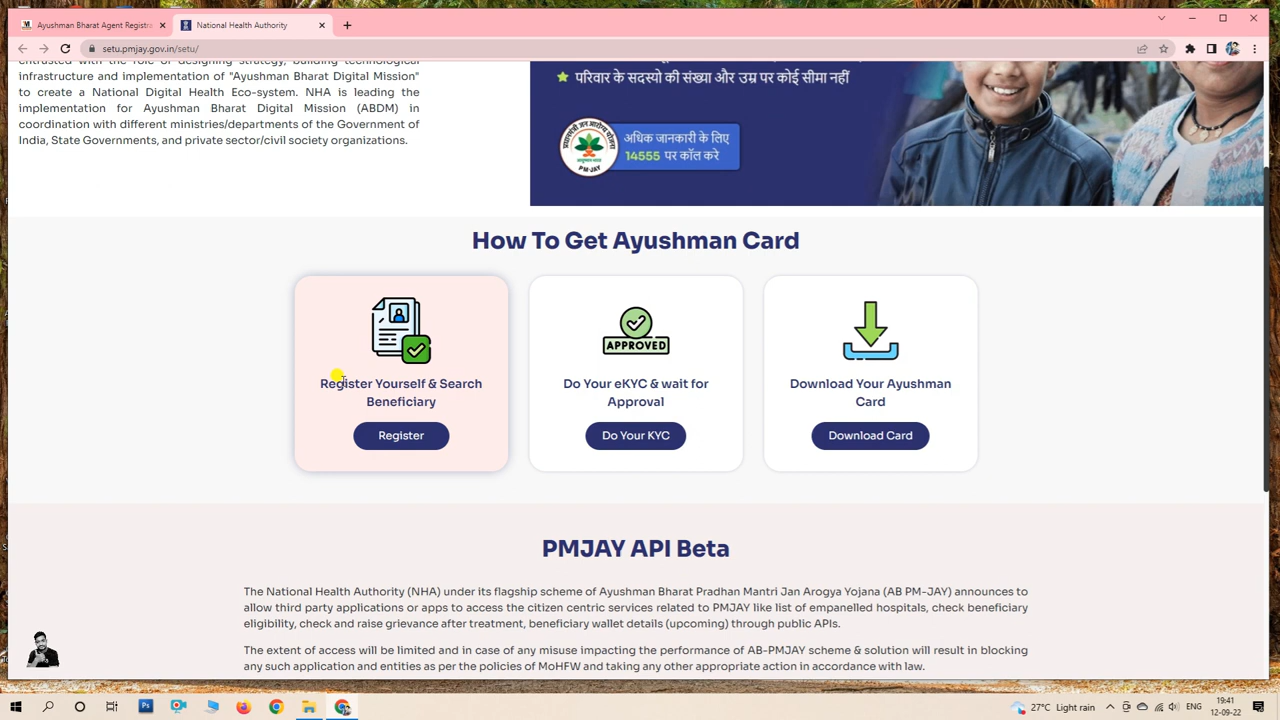 Ayushman Bharat Agent Registra
National Health Authority
setu.pmjay.gov.in/setu/
entrusted with the role of designing strategy, building technological
infrastructure and implementation of "Ayushman Bharat Digital Mission"
to create a National Digital Health Eco-system. NHA is leading the
implementation for Ayushman Bharat Digital Mission (ABDM) in
coordination with different ministries/departments of the Government of
India, State Governments, and private sector/civil society organizations.
परिवार के सदस्यो की संख्या और उम्र पर कोई सीमा नहीं
PM-JAY
अधिक जानकारी के लिए
14555 पर कॉल करे
How To Get Ayushman Card
Register Yourself & Search
Beneficiary
Register
APPROVED
Do Your eKYC & wait for
Approval
Do Your KYC
Download Your Ayushman
Card
Download Card
PMJAY API Beta
The National Health Authority (NHA) under its flagship scheme of Ayushman Bharat Pradhan Mantri Jan Arogya Yojana (AB PM-JAY) announces to
allow third party applications or apps to access the citizen centric services related to PMJAY like list of empanelled hospitals, check beneficiary
eligibility, check and raise grievance after treatment, beneficiary wallet details (upcoming) through public APIs.
The extent of access will be limited and in case of any misuse impacting the performance of AB-PMJAY scheme & solution will result in blocking
any such application and entities as per the policies of MoHFW and taking any other appropriate action in accordance with law.
Ps
27°C Light rain
ENG
19:41
12-09-22